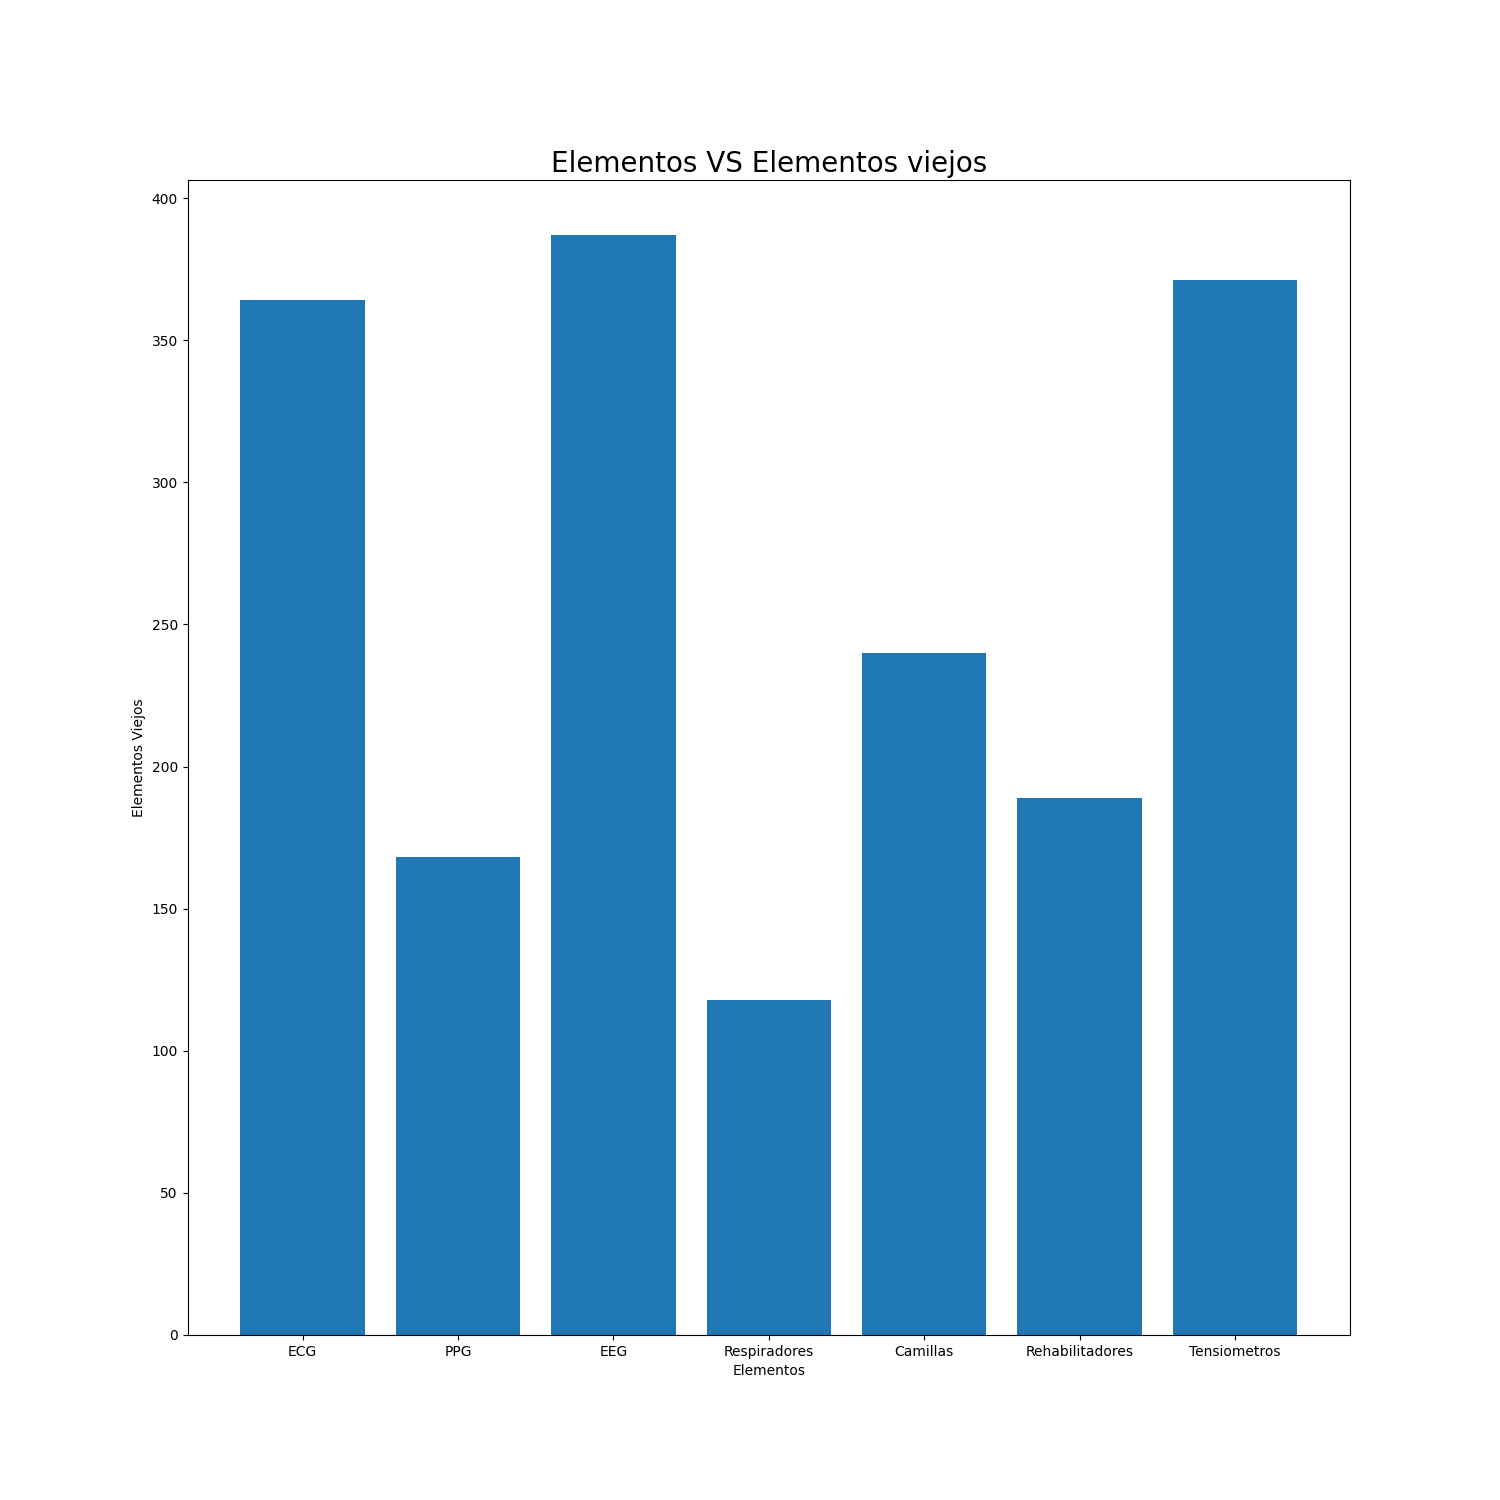 Elementos VS Elementos viejos
400
350
300
250
200
150
100
50
0
Elementos Viejos
ECG PPG EEG Respiradores Camillas Rehabilitadores Tensiometros
Elementos